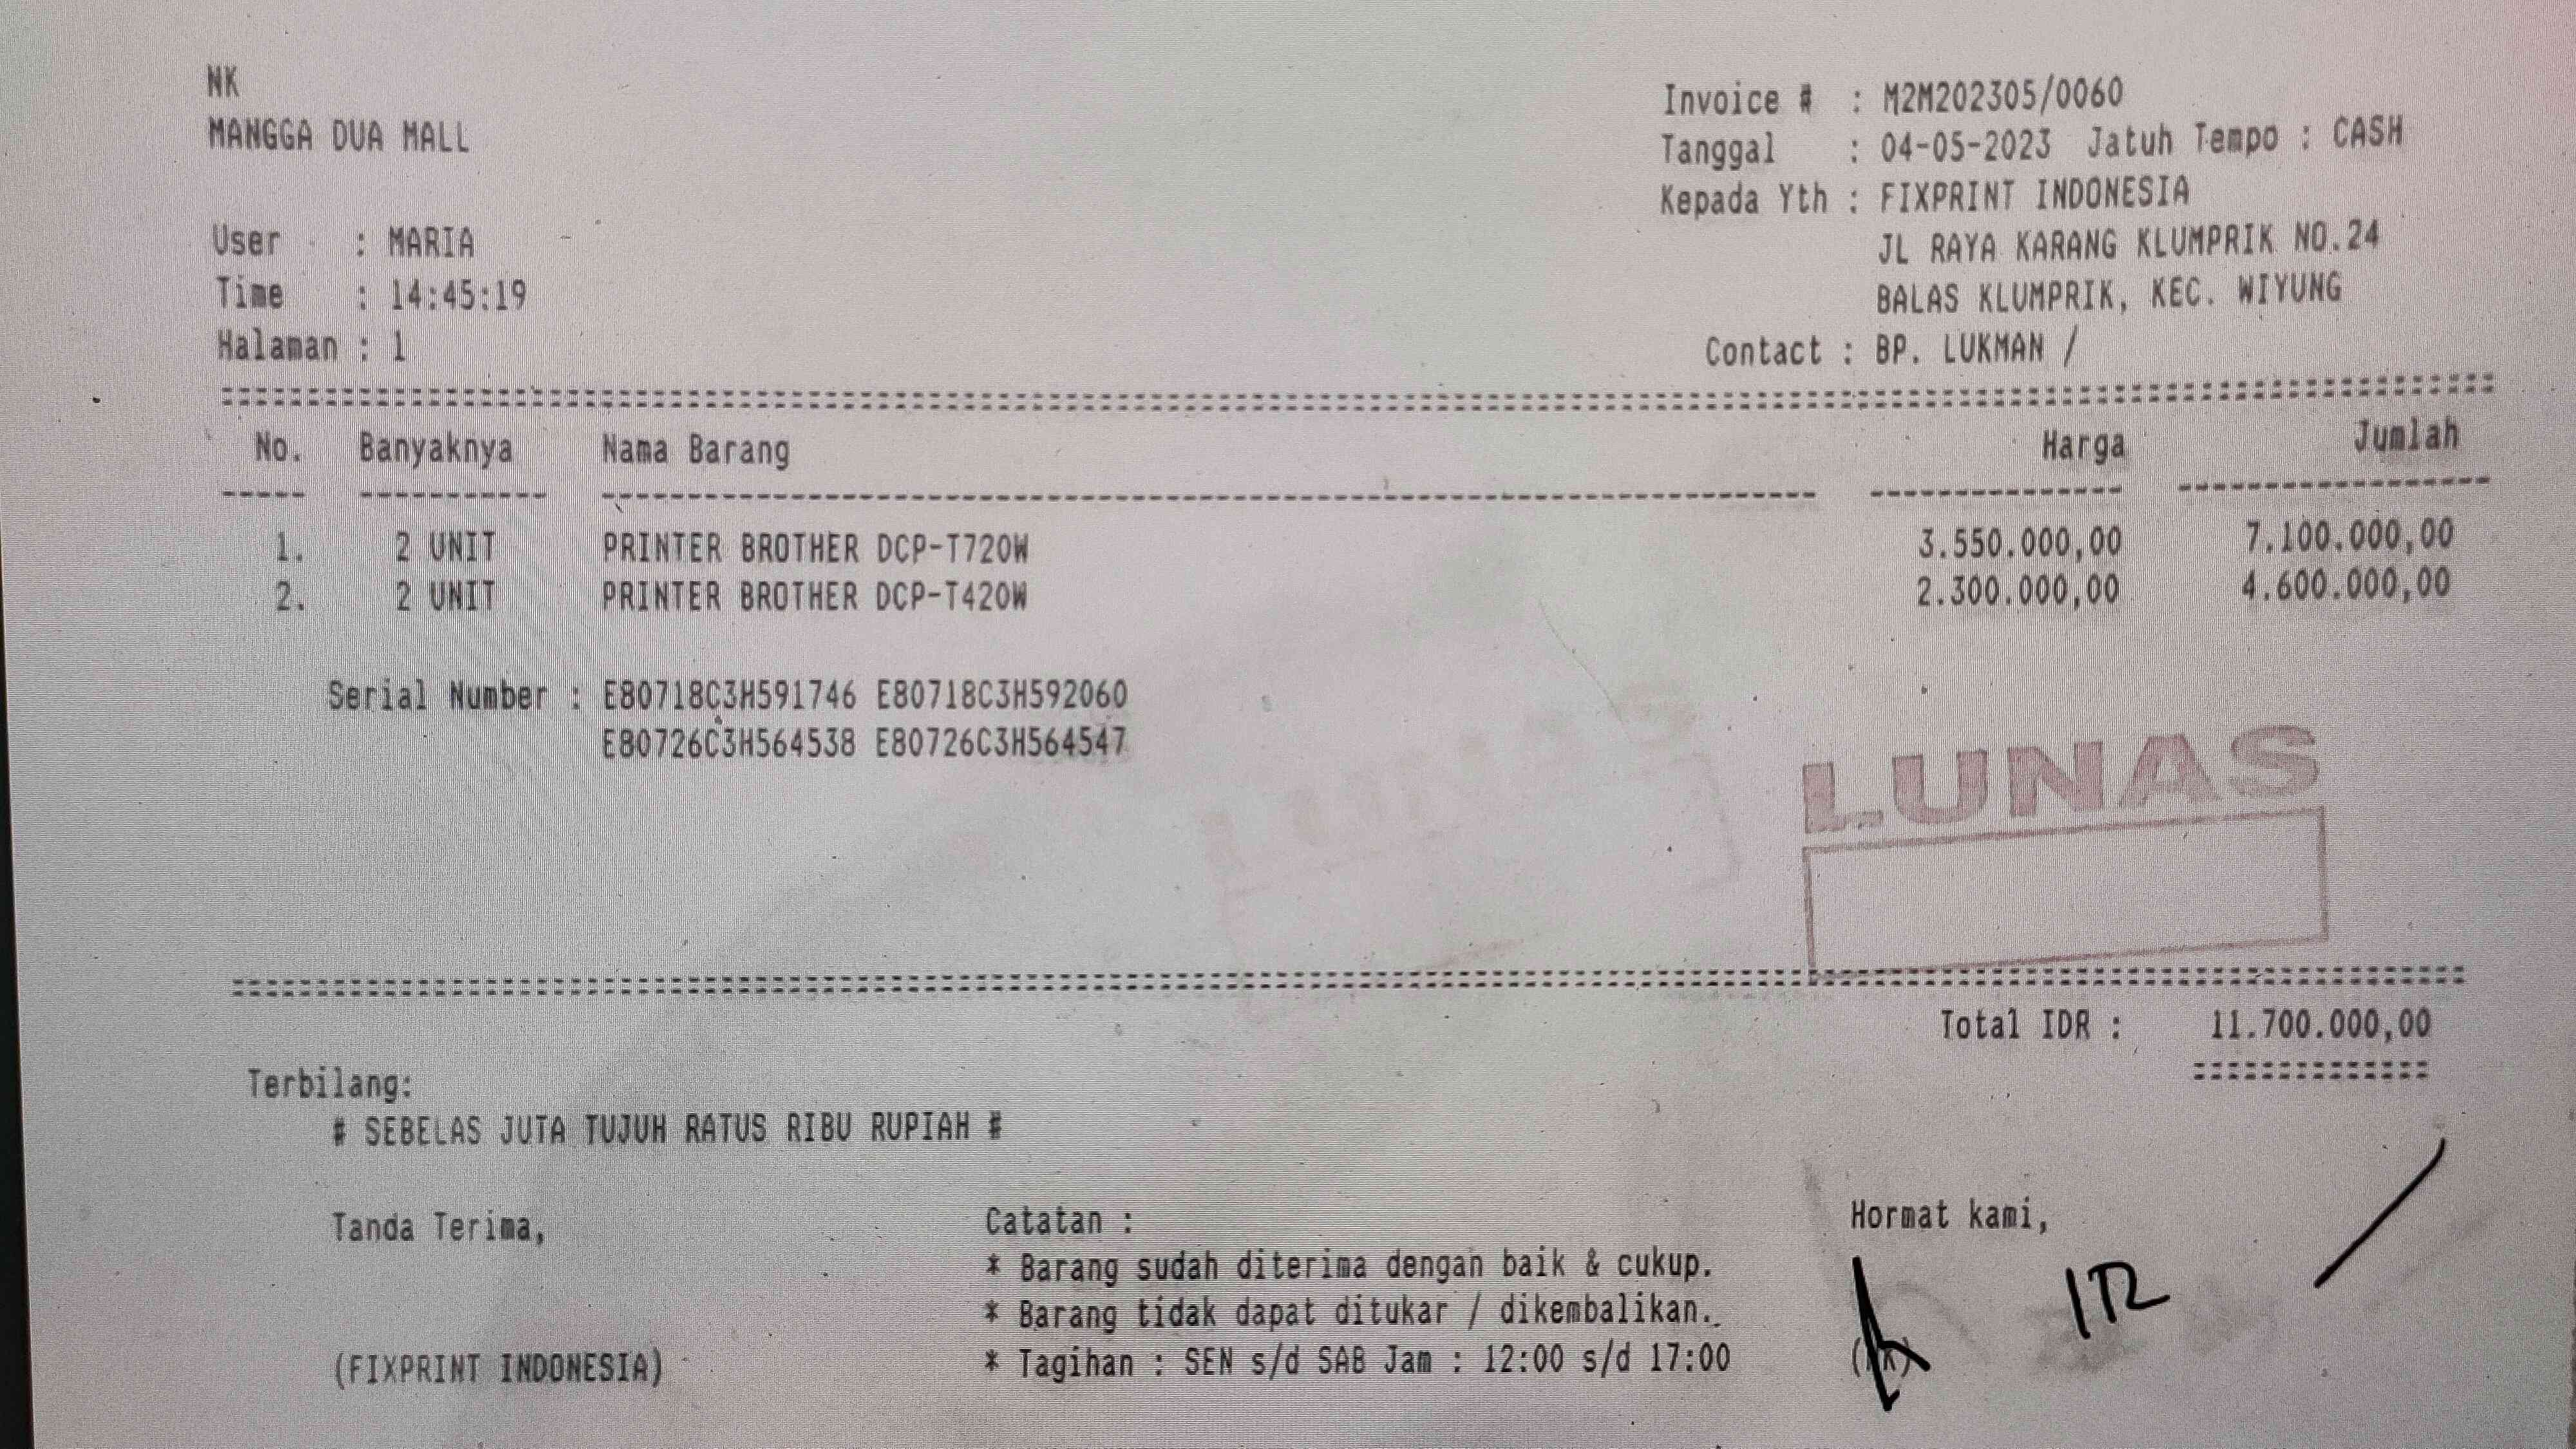 NK
MANGGA DUA MALL
Invoice # : M2M202305/0060
Tanggal : 04-05-2023 Jatuh Tempo : CASH
Kepada Yth : FIXPRINT INDONESIA
JL RAYA KARANG KLUMPRIK NO.24
BALAS KLUMPRIK, KEC. WIYUNG
Contact : BP. LUKMAN /
User : MARIA
Time : 14:45:19
Halaman : 1
No. Banyaknya Nama Barang Harga Jumlah
1. 2 UNIT PRINTER BROTHER DCP-T720W 3.550.000,00 7.100.000,00
2. 2 UNIT PRINTER BROTHER DCP-T420W 2.300.000,00 4.600.000,00
Serial Number : E80718C3H591746 E80718C3H592060
E80726C3H564538 E80726C3H564547
LUNAS
Total IDR : 11.700.000,00
Terbilang:
# SEBELAS JUTA TUJUH RATUS RIBU RUPIAH #
Tanda Terima,
(FIXPRINT INDONESIA)
Catatan :
* Barang sudah diterima dengan baik & cukup.
* Barang tidak dapat ditukar / dikembalikan.
* Tagihan : SEN s/d SAB Jam : 12:00 s/d 17:00
Hormat kami,